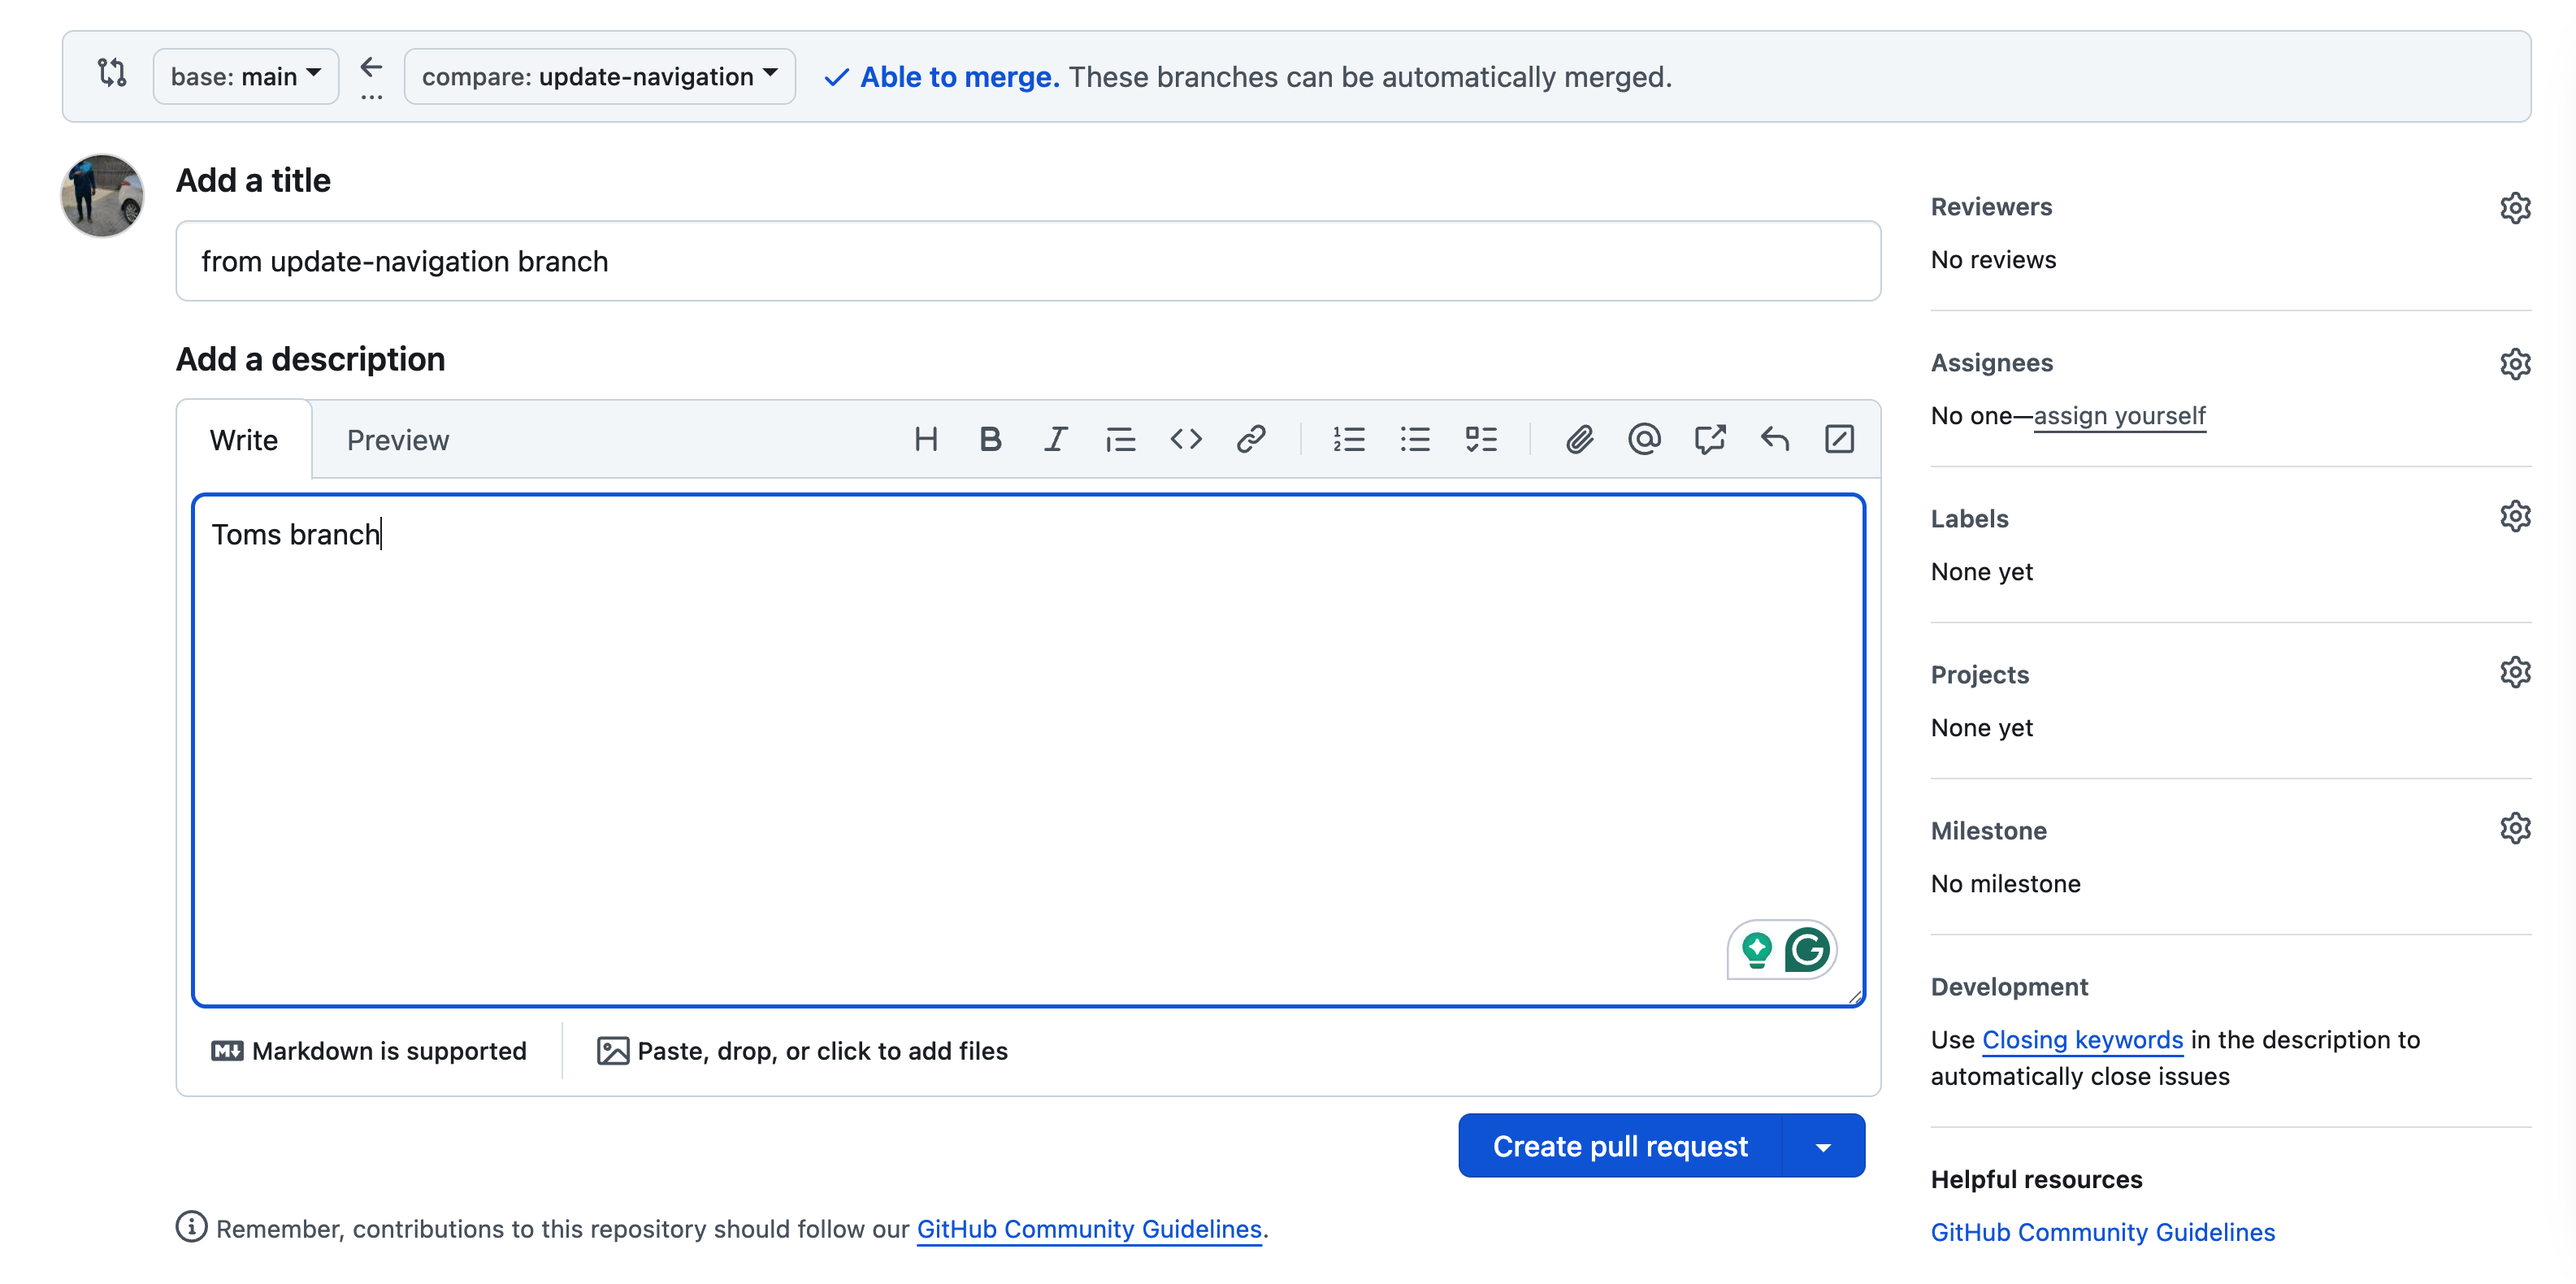 base: main
compare: update-navigation
Able to merge. These branches can be automatically merged.
Add a title
from update-navigation branch
Add a description
Write
Preview
Toms branch
Markdown is supported
Paste, drop, or click to add files
Create pull request
Remember, contributions to this repository should follow our GitHub Community Guidelines.
Reviewers
No reviews
Assignees
No one—assign yourself
Labels
None yet
Projects
None yet
Milestone
No milestone
Development
Use Closing keywords in the description to
automatically close issues
Helpful resources
GitHub Community Guidelines